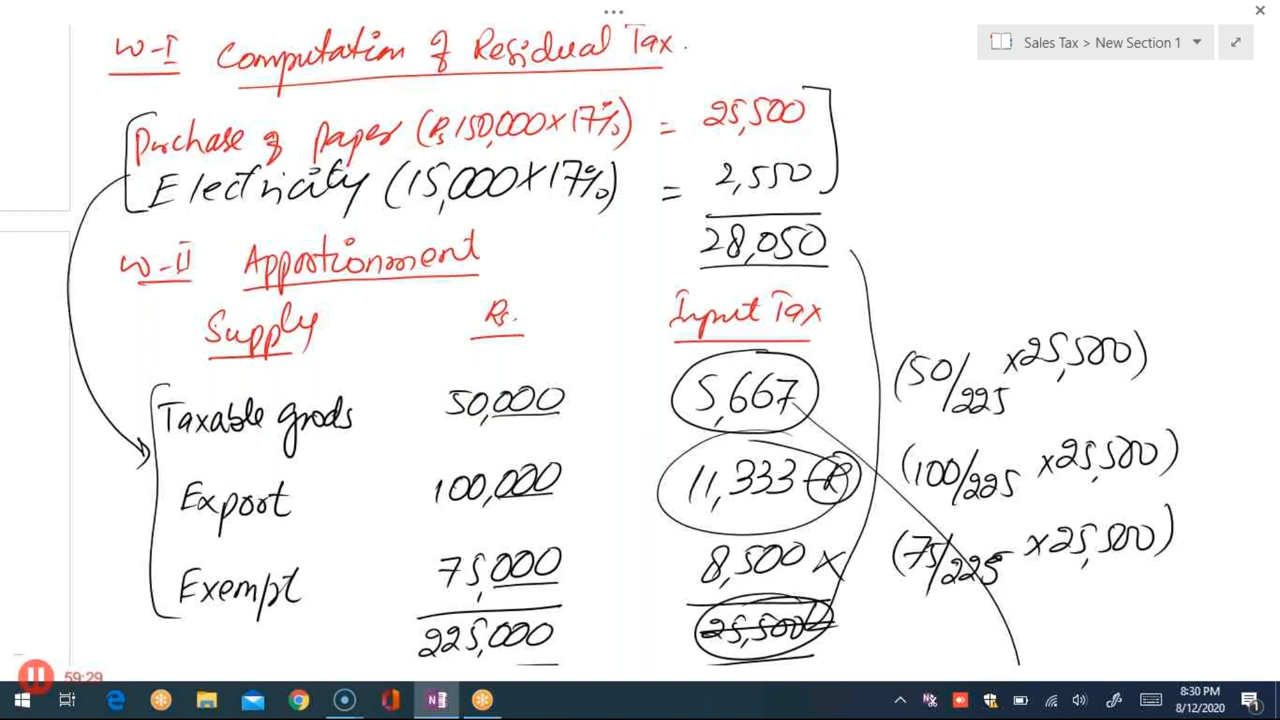 Sales Tax > New Section 1
W-I Computation of Residual Tax.
Purchase of paper (Rs 150,000 x 17%) = 25,500
Electricity (15,000 x 17%) = 2,550
28,050
W-II Apportionment
Supply Rs. Input Tax
Taxable goods 50,000 5,667 (50/225 x 25,500)
Export 100,000 11,333 - R (100/225 x 25,500)
Exempt 75,000 8,500 x (75/225 x 25,500)
225,000 25,500
59:29
8:30 PM
8/12/2020